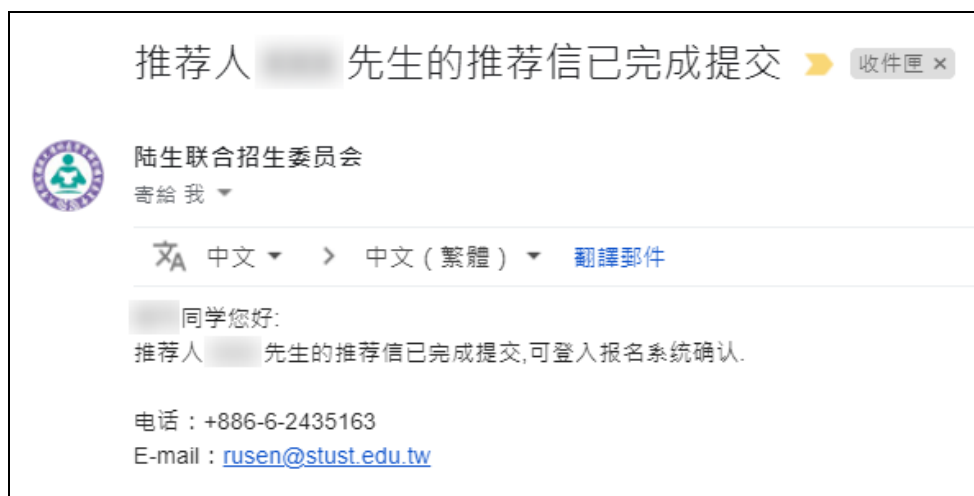 推荐人 先生的推荐信已完成提交 收件匣 ×
陆生联合招生委员会
寄給 我
中文 > 中文（繁體） 翻譯郵件
同学您好:
推荐人 先生的推荐信已完成提交,可登入报名系统确认.
电话：+886-6-2435163
E-mail：rusen@stust.edu.tw